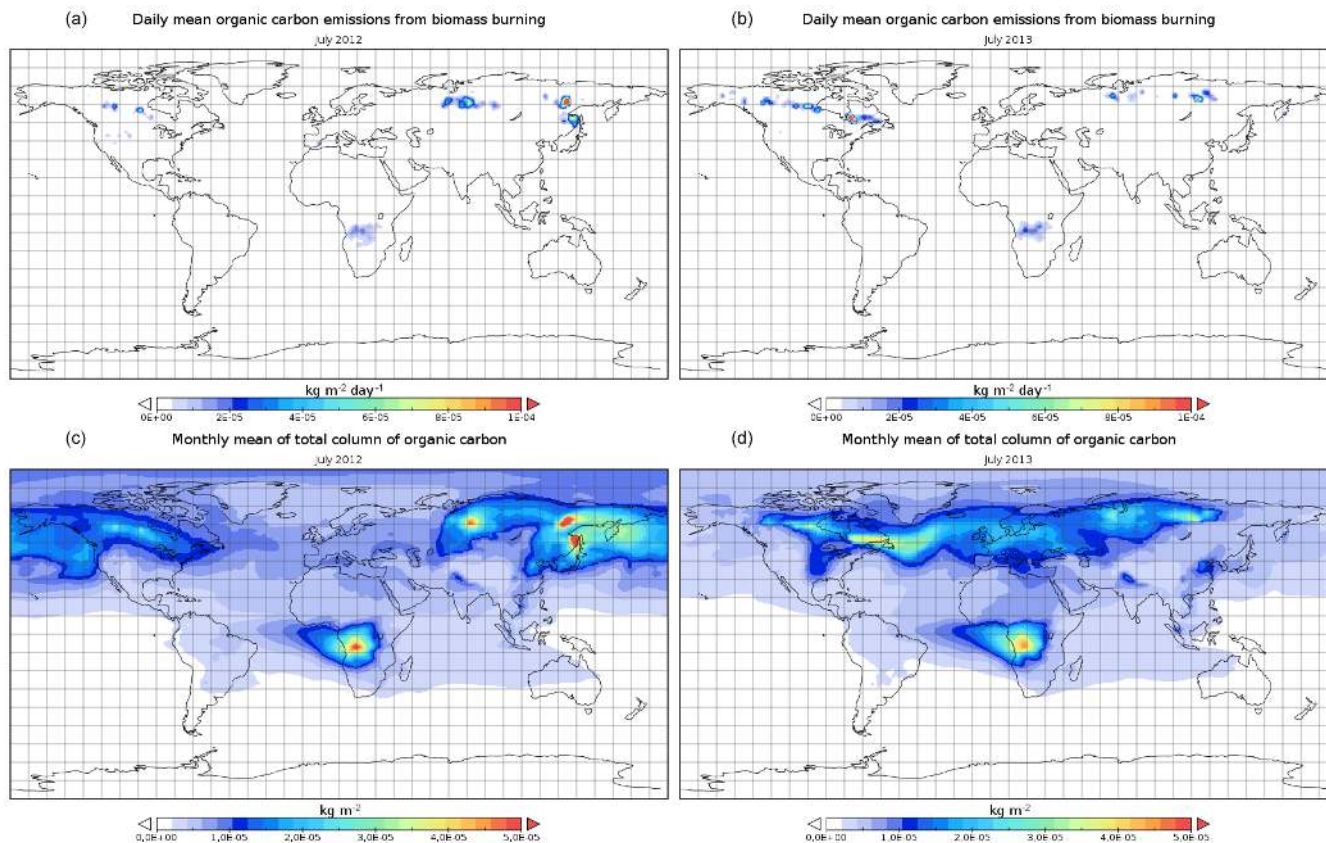 (a) Daily mean organic carbon emissions from biomass burning
July 2012
kg m⁻² day⁻¹
0E+00 2E-05 4E-05 6E-05 8E-05 1E-04
(b) Daily mean organic carbon emissions from biomass burning
July 2013
kg m⁻² day⁻¹
0E+00 2E-05 4E-05 6E-05 8E-05 1E-04
(c) Monthly mean of total column of organic carbon
July 2012
kg m⁻²
0,0E+00 1,0E-05 2,0E-05 3,0E-05 4,0E-05 5,0E-05
(d) Monthly mean of total column of organic carbon
July 2013
kg m⁻²
0,0E+00 1,0E-05 2,0E-05 3,0E-05 4,0E-05 5,0E-05